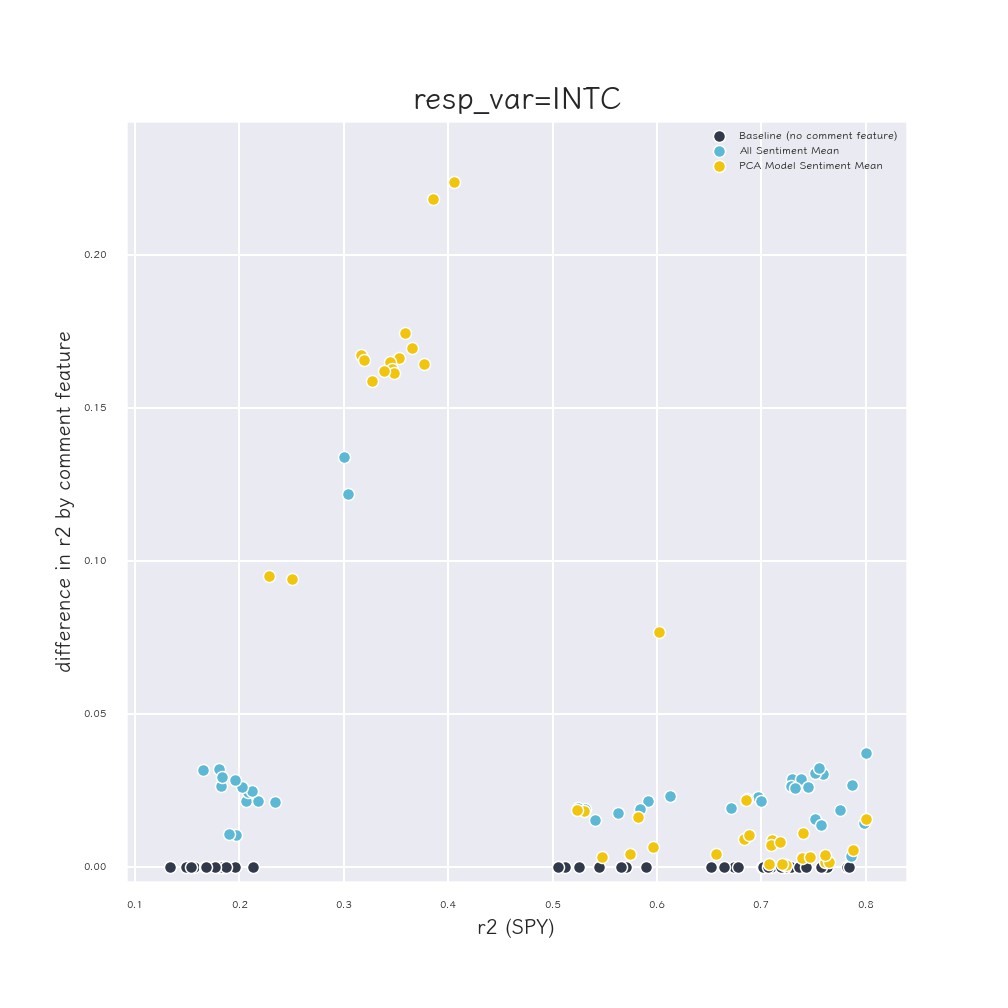 resp_var=INTC
Baseline (no comment feature)
All Sentiment Mean
PCA Model Sentiment Mean
difference in r2 by comment feature
0.20
0.15
0.10
0.05
0.00
0.1 0.2 0.3 0.4 0.5 0.6 0.7 0.8
r2 (SPY)